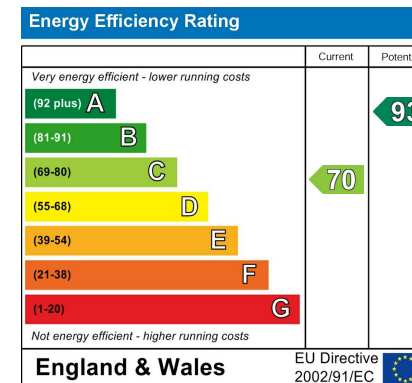 Energy Efficiency Rating
Current Potent
Very energy efficient - lower running costs
(92 plus) A
93
(81-91) B
(69-80) C
70
(55-68) D
(39-54) E
(21-38) F
(1-20) G
Not energy efficient - higher running costs
England & Wales
EU Directive
2002/91/EC